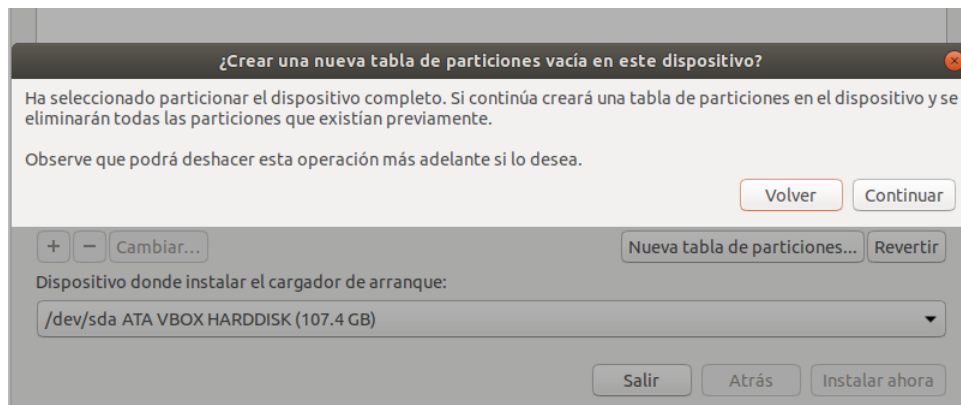 ¿Crear una nueva tabla de particiones vacía en este dispositivo?
Ha seleccionado particionar el dispositivo completo. Si continúa creará una tabla de particiones en el dispositivo y se
eliminarán todas las particiones que existían previamente.
Observe que podrá deshacer esta operación más adelante si lo desea.
Volver Continuar
+ − Cambiar... Nueva tabla de particiones... Revertir
Dispositivo donde instalar el cargador de arranque:
/dev/sda ATA VBOX HARDDISK (107.4 GB)
Salir Atrás Instalar ahora